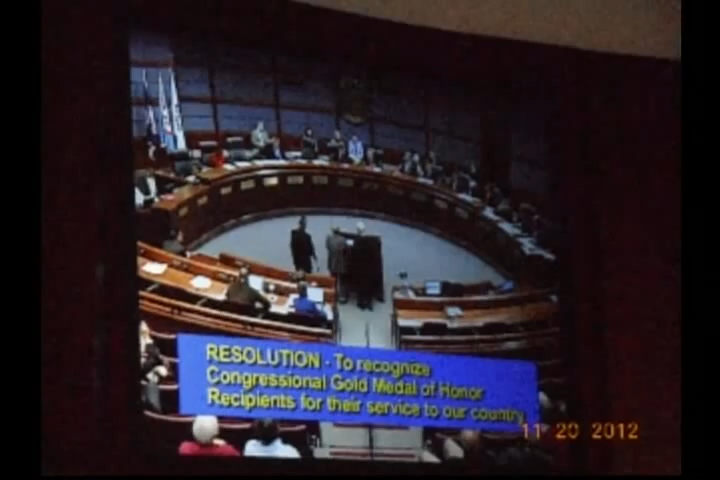 RESOLUTION - To recognize
Congressional Gold Medal of Honor
Recipients for their service to our country
11 20 2012